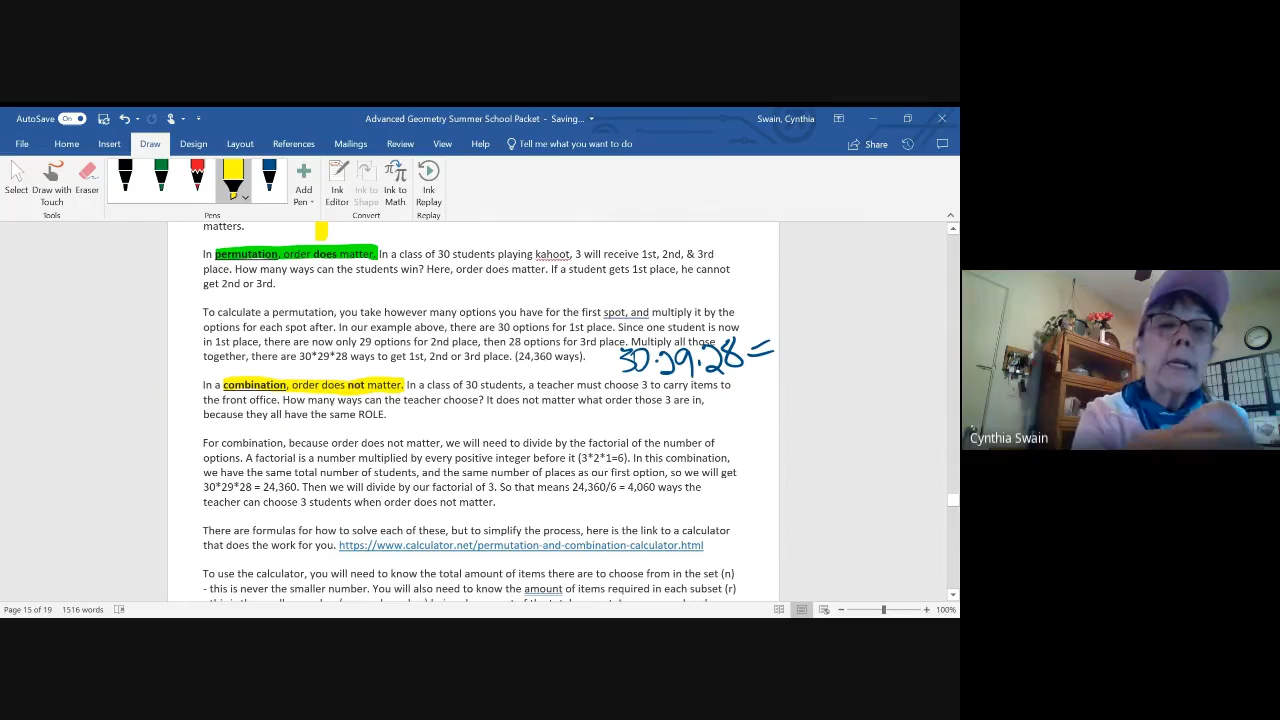 AutoSave On Advanced Geometry Summer School Packet - Saving... Swain, Cynthia
File Home Insert Draw Design Layout References Mailings Review View Help Tell me what you want to do Share
Select Draw with Touch Eraser Add Pen Ink Editor Ink to Shape Ink to Math Ink Replay
Tools Pens Convert Replay
matters.
In permutation, order does matter. In a class of 30 students playing kahoot, 3 will receive 1st, 2nd, & 3rd
place. How many ways can the students win? Here, order does matter. If a student gets 1st place, he cannot
get 2nd or 3rd.
To calculate a permutation, you take however many options you have for the first spot, and multiply it by the
options for each spot after. In our example above, there are 30 options for 1st place. Since one student is now
in 1st place, there are now only 29 options for 2nd place, then 28 options for 3rd place. Multiply all those
together, there are 30*29*28 ways to get 1st, 2nd or 3rd place. (24,360 ways).
30·29·28=
In a combination, order does not matter. In a class of 30 students, a teacher must choose 3 to carry items to
the front office. How many ways can the teacher choose? It does not matter what order those 3 are in,
because they all have the same ROLE.
For combination, because order does not matter, we will need to divide by the factorial of the number of
options. A factorial is a number multiplied by every positive integer before it (3*2*1=6). In this combination,
we have the same total number of students, and the same number of places as our first option, so we will get
30*29*28 = 24,360. Then we will divide by our factorial of 3. So that means 24,360/6 = 4,060 ways the
teacher can choose 3 students when order does not matter.
There are formulas for how to solve each of these, but to simplify the process, here is the link to a calculator
that does the work for you. https://www.calculator.net/permutation-and-combination-calculator.html
To use the calculator, you will need to know the total amount of items there are to choose from in the set (n)
- this is never the smaller number. You will also need to know the amount of items required in each subset (r)
Page 15 of 19 1516 words 100%
Cynthia Swain